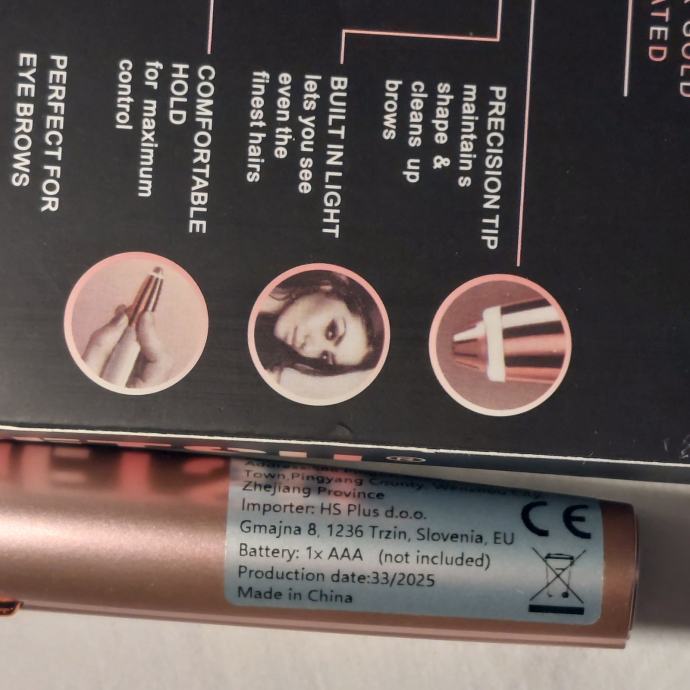 PRECISION TIP
maintain s
shape &
cleans up
brows
BUILT IN LIGHT
lets you see
even the
finest hairs
COMFORTABLE
HOLD
for maximum
control
PERFECT FOR
EYE BROWS
Town, Pingyang County, Wenzhou City,
Zhejiang Province
Importer: HS Plus d.o.o.
Gmajna 8, 1236 Trzin, Slovenia, EU
Battery: 1x AAA (not included)
Production date:33/2025
Made in China
CE